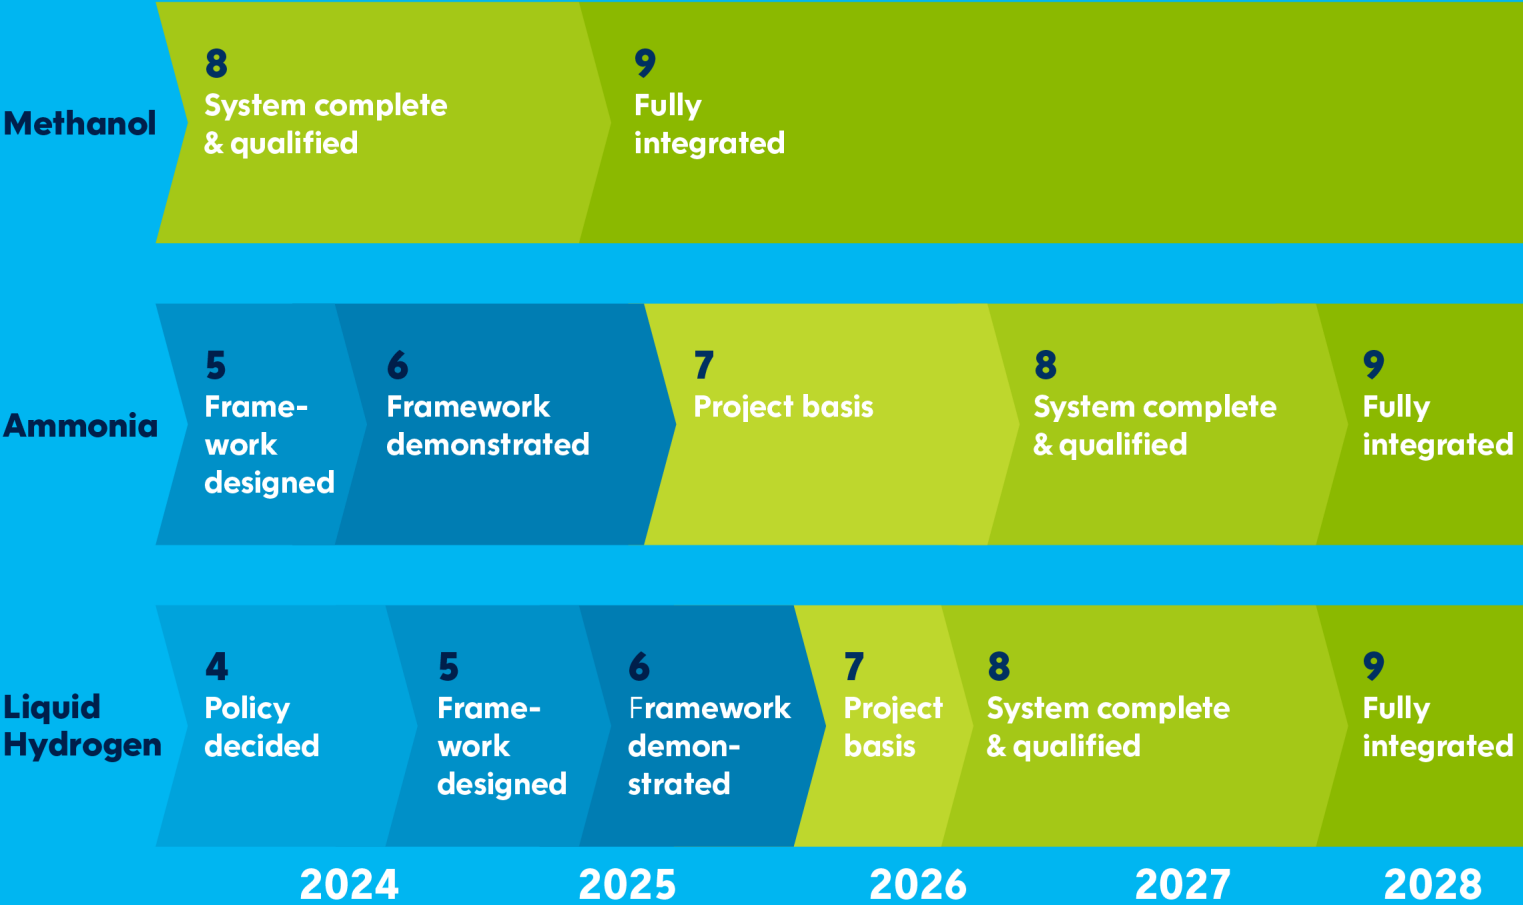 8
System complete
& qualified
9
Fully
integrated
Methanol
5
Frame-
work
designed
6
Framework
demonstrated
7
Project basis
8
System complete
& qualified
9
Fully
integrated
Ammonia
4
Policy
decided
5
Frame-
work
designed
6
Framework
demon-
strated
7
Project
basis
8
System complete
& qualified
9
Fully
integrated
Liquid
Hydrogen
2024 2025 2026 2027 2028